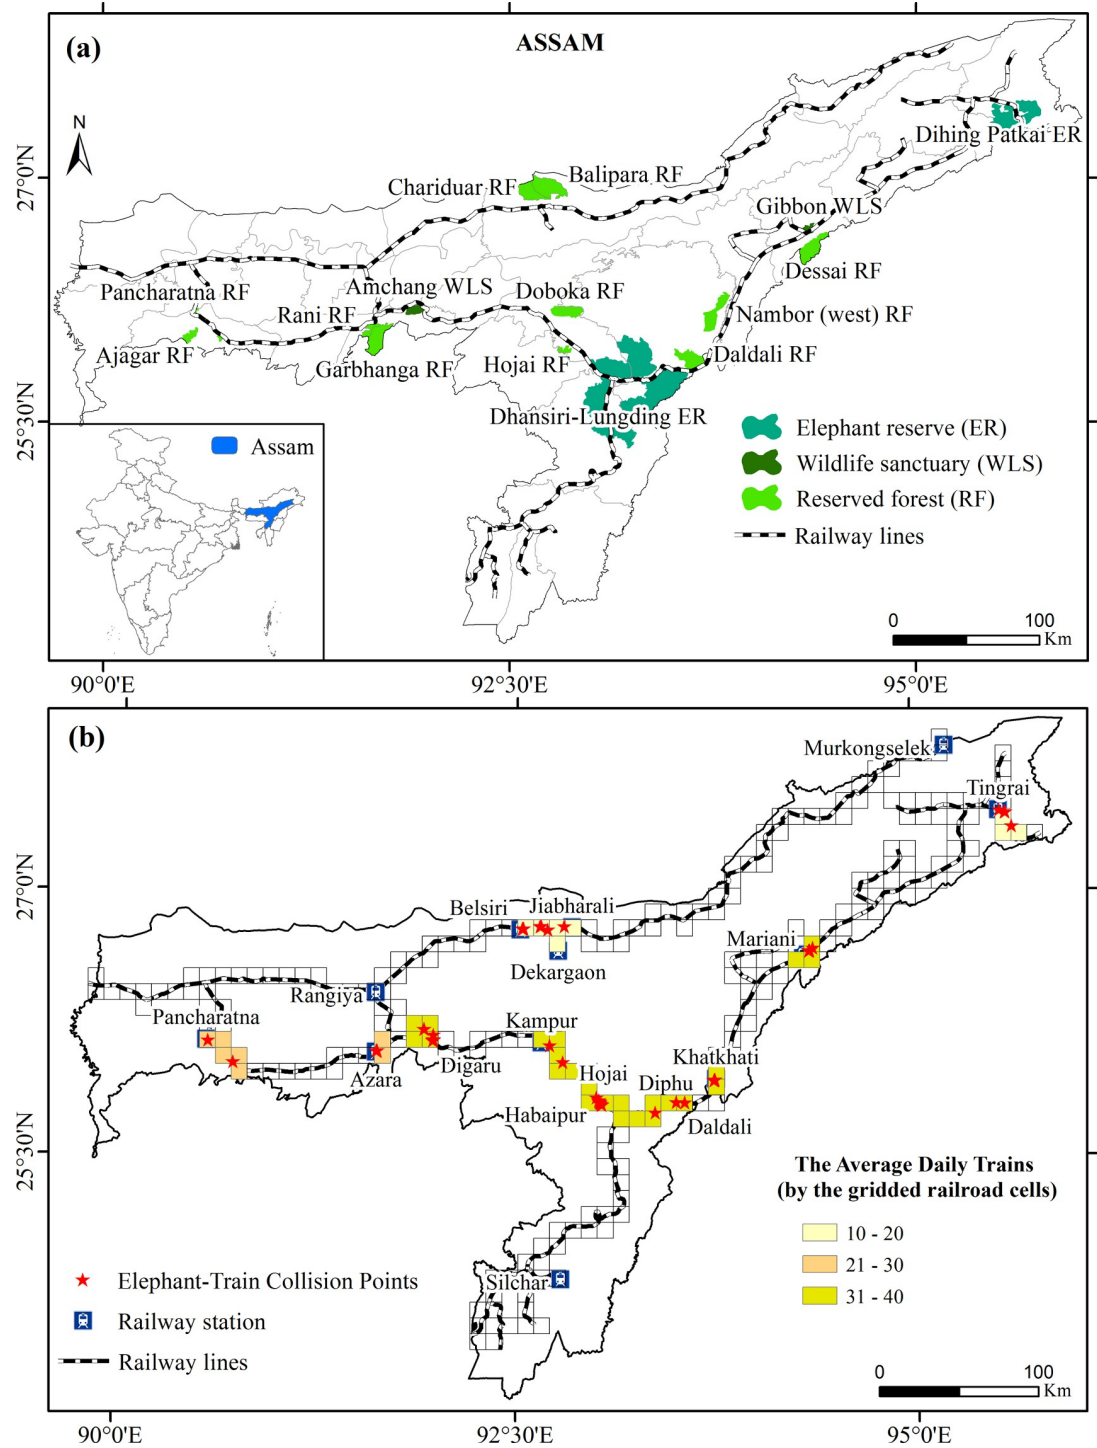 (a)
ASSAM
N
27°0'N
25°30'N
Dihing Patkai ER
Balipara RF
Chariduar RF
Gibbon WLS
Dessai RF
Amchang WLS
Doboka RF
Pancharatna RF
Rani RF
Nambor (west) RF
Ajagar RF
Garbhanga RF
Hojai RF
Daldali RF
Dhansiri-Lungding ER
Assam
Elephant reserve (ER)
Wildlife sanctuary (WLS)
Reserved forest (RF)
Railway lines
0 100
Km
90°0'E 92°30'E 95°0'E
(b)
27°0'N
25°30'N
Murkongselek
Tingrai
Belsiri
Jiabharali
Mariani
Dekargaon
Rangiya
Pancharatna
Kampur
Khatkhati
Azara
Digaru
Hojai
Diphu
Habaipur
Daldali
Silchar
The Average Daily Trains
(by the gridded railroad cells)
10 - 20
21 - 30
31 - 40
Elephant-Train Collision Points
Railway station
Railway lines
0 100
Km
90°0'E 92°30'E 95°0'E